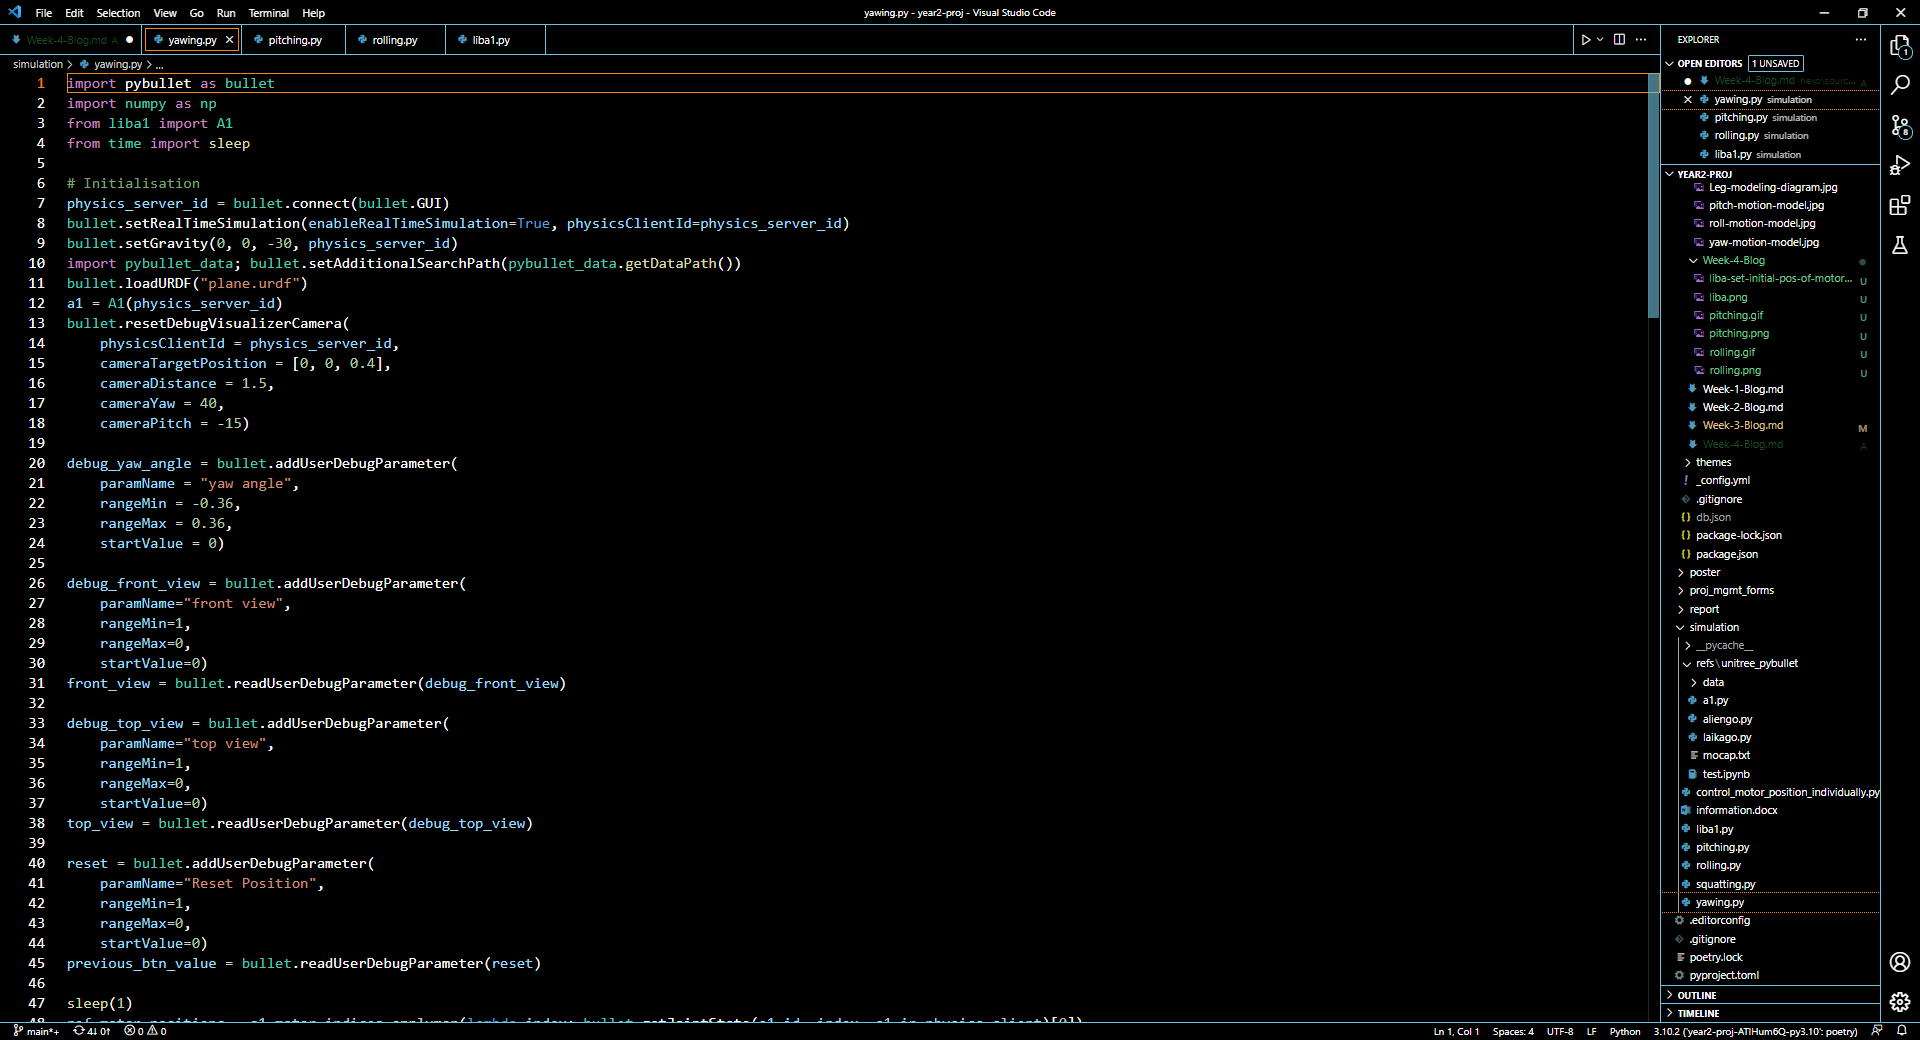 File Edit Selection View Go Run Terminal Help
yawing.py - year2-proj - Visual Studio Code
Week-4-Blog.md A
yawing.py
pitching.py
rolling.py
liba1.py
simulation > yawing.py > ...
1 import pybullet as bullet
2 import numpy as np
3 from liba1 import A1
4 from time import sleep
5
6 # Initialisation
7 physics_server_id = bullet.connect(bullet.GUI)
8 bullet.setRealTimeSimulation(enableRealTimeSimulation=True, physicsClientId=physics_server_id)
9 bullet.setGravity(0, 0, -30, physics_server_id)
10 import pybullet_data; bullet.setAdditionalSearchPath(pybullet_data.getDataPath())
11 bullet.loadURDF("plane.urdf")
12 a1 = A1(physics_server_id)
13 bullet.resetDebugVisualizerCamera(
14 physicsClientId = physics_server_id,
15 cameraTargetPosition = [0, 0, 0.4],
16 cameraDistance = 1.5,
17 cameraYaw = 40,
18 cameraPitch = -15)
19
20 debug_yaw_angle = bullet.addUserDebugParameter(
21 paramName = "yaw angle",
22 rangeMin = -0.36,
23 rangeMax = 0.36,
24 startValue = 0)
25
26 debug_front_view = bullet.addUserDebugParameter(
27 paramName="front view",
28 rangeMin=1,
29 rangeMax=0,
30 startValue=0)
31 front_view = bullet.readUserDebugParameter(debug_front_view)
32
33 debug_top_view = bullet.addUserDebugParameter(
34 paramName="top view",
35 rangeMin=1,
36 rangeMax=0,
37 startValue=0)
38 top_view = bullet.readUserDebugParameter(debug_top_view)
39
40 reset = bullet.addUserDebugParameter(
41 paramName="Reset Position",
42 rangeMin=1,
43 rangeMax=0,
44 startValue=0)
45 previous_btn_value = bullet.readUserDebugParameter(reset)
46
47 sleep(1)
EXPLORER
OPEN EDITORS 1 UNSAVED
Week-4-Blog.md
yawing.py simulation
pitching.py simulation
rolling.py simulation
liba1.py simulation
YEAR2-PROJ
Leg-modeling-diagram.jpg
pitch-motion-model.jpg
roll-motion-model.jpg
yaw-motion-model.jpg
Week-4-Blog
liba-set-initial-pos-of-motor... U
liba.png U
pitching.gif U
pitching.png U
rolling.gif U
rolling.png U
Week-1-Blog.md
Week-2-Blog.md
Week-3-Blog.md M
Week-4-Blog.md A
themes
_config.yml
.gitignore
db.json
package-lock.json
package.json
poster
proj_mgmt_forms
report
simulation
__pycache__
refs\unitree_pybullet
data
a1.py
aliengo.py
laikago.py
mocap.txt
test.ipynb
control_motor_position_individually.py
information.docx
liba1.py
pitching.py
rolling.py
squatting.py
yawing.py
.editorconfig
.gitignore
poetry.lock
pyproject.toml
OUTLINE
TIMELINE
1
8
main*+ 4↓ 0↑ 0 0
Ln 1, Col 1 Spaces: 4 UTF-8 LF Python 3.10.2 ('year2-proj-ATlHum6Q-py3.10': poetry)